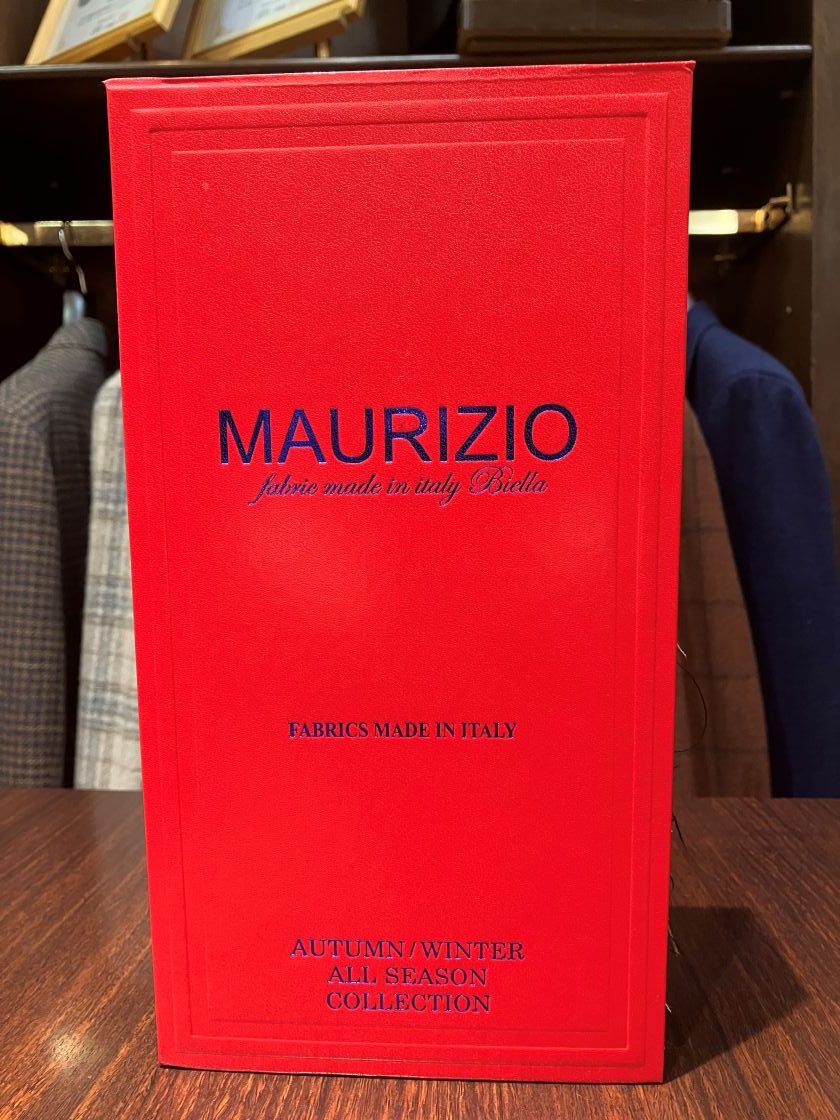 MAURIZIO
fabric made in italy Biella
FABRICS MADE IN ITALY
AUTUMN/WINTER
ALL SEASON
COLLECTION